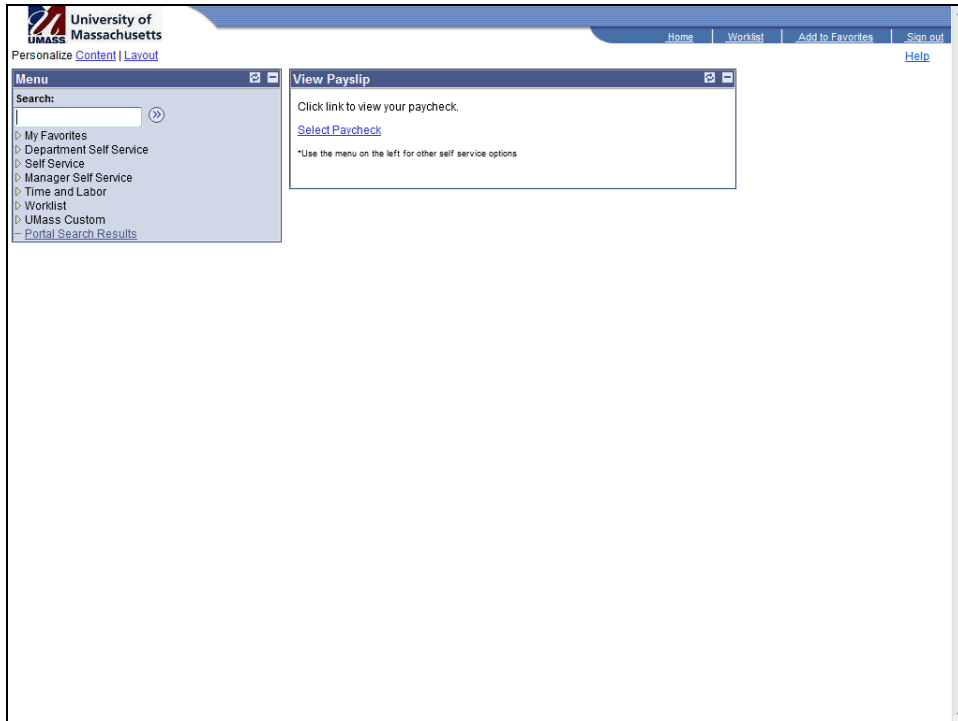 University of
Massachusetts
UMASS
Home Worklist Add to Favorites Sign out
Personalize Content | Layout
Help
Menu
Search:
My Favorites
Department Self Service
Self Service
Manager Self Service
Time and Labor
Worklist
UMass Custom
Portal Search Results
View Payslip
Click link to view your paycheck.
Select Paycheck
*Use the menu on the left for other self service options